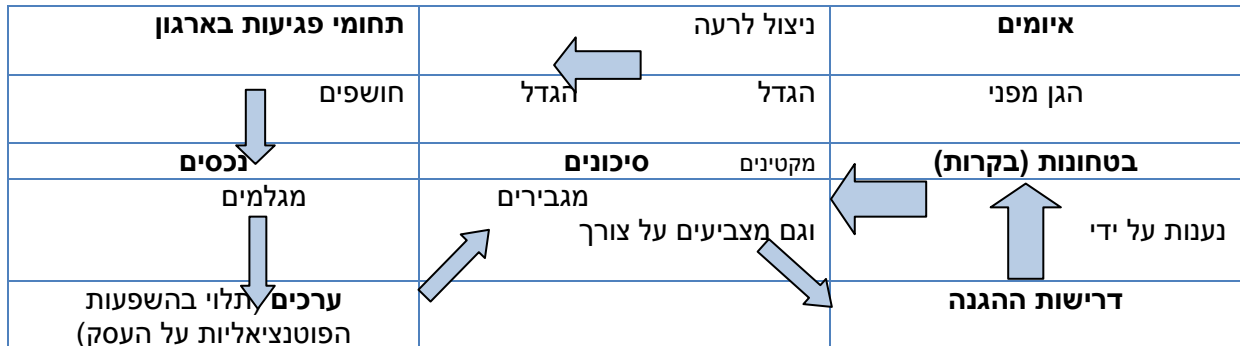 איומים ניצול לרעה תחומי פגיעות בארגון
הגן מפני הגדל הגדל חושפים
בטחונות (בקרות) מקטינים סיכונים נכסים
נענות על ידי מגבירים מגלמים
וגם מצביעים על צורך
דרישות ההגנה ערכים (תלוי בהשפעות
הפוטנציאליות על העסק)